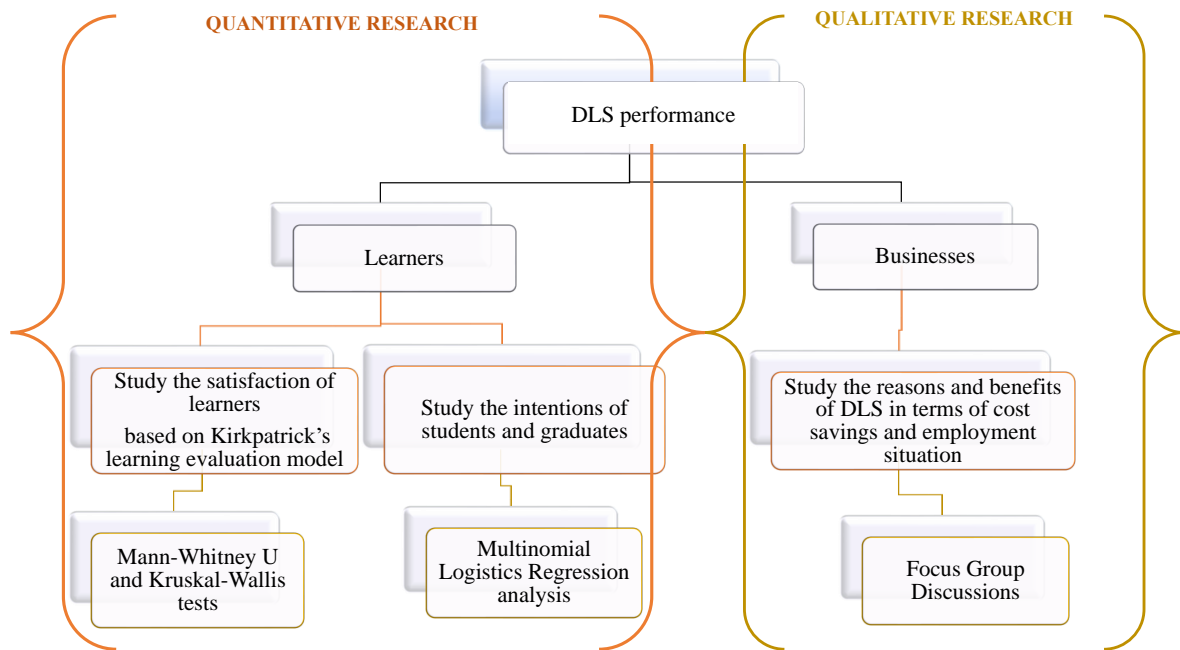 QUANTITATIVE RESEARCH
QUALITATIVE RESEARCH
DLS performance
Learners
Businesses
Study the satisfaction of
learners
based on Kirkpatrick’s
learning evaluation model
Study the intentions of
students and graduates
Study the reasons and benefits
of DLS in terms of cost
savings and employment
situation
Mann-Whitney U
and Kruskal-Wallis
tests
Multinomial
Logistics Regression
analysis
Focus Group
Discussions